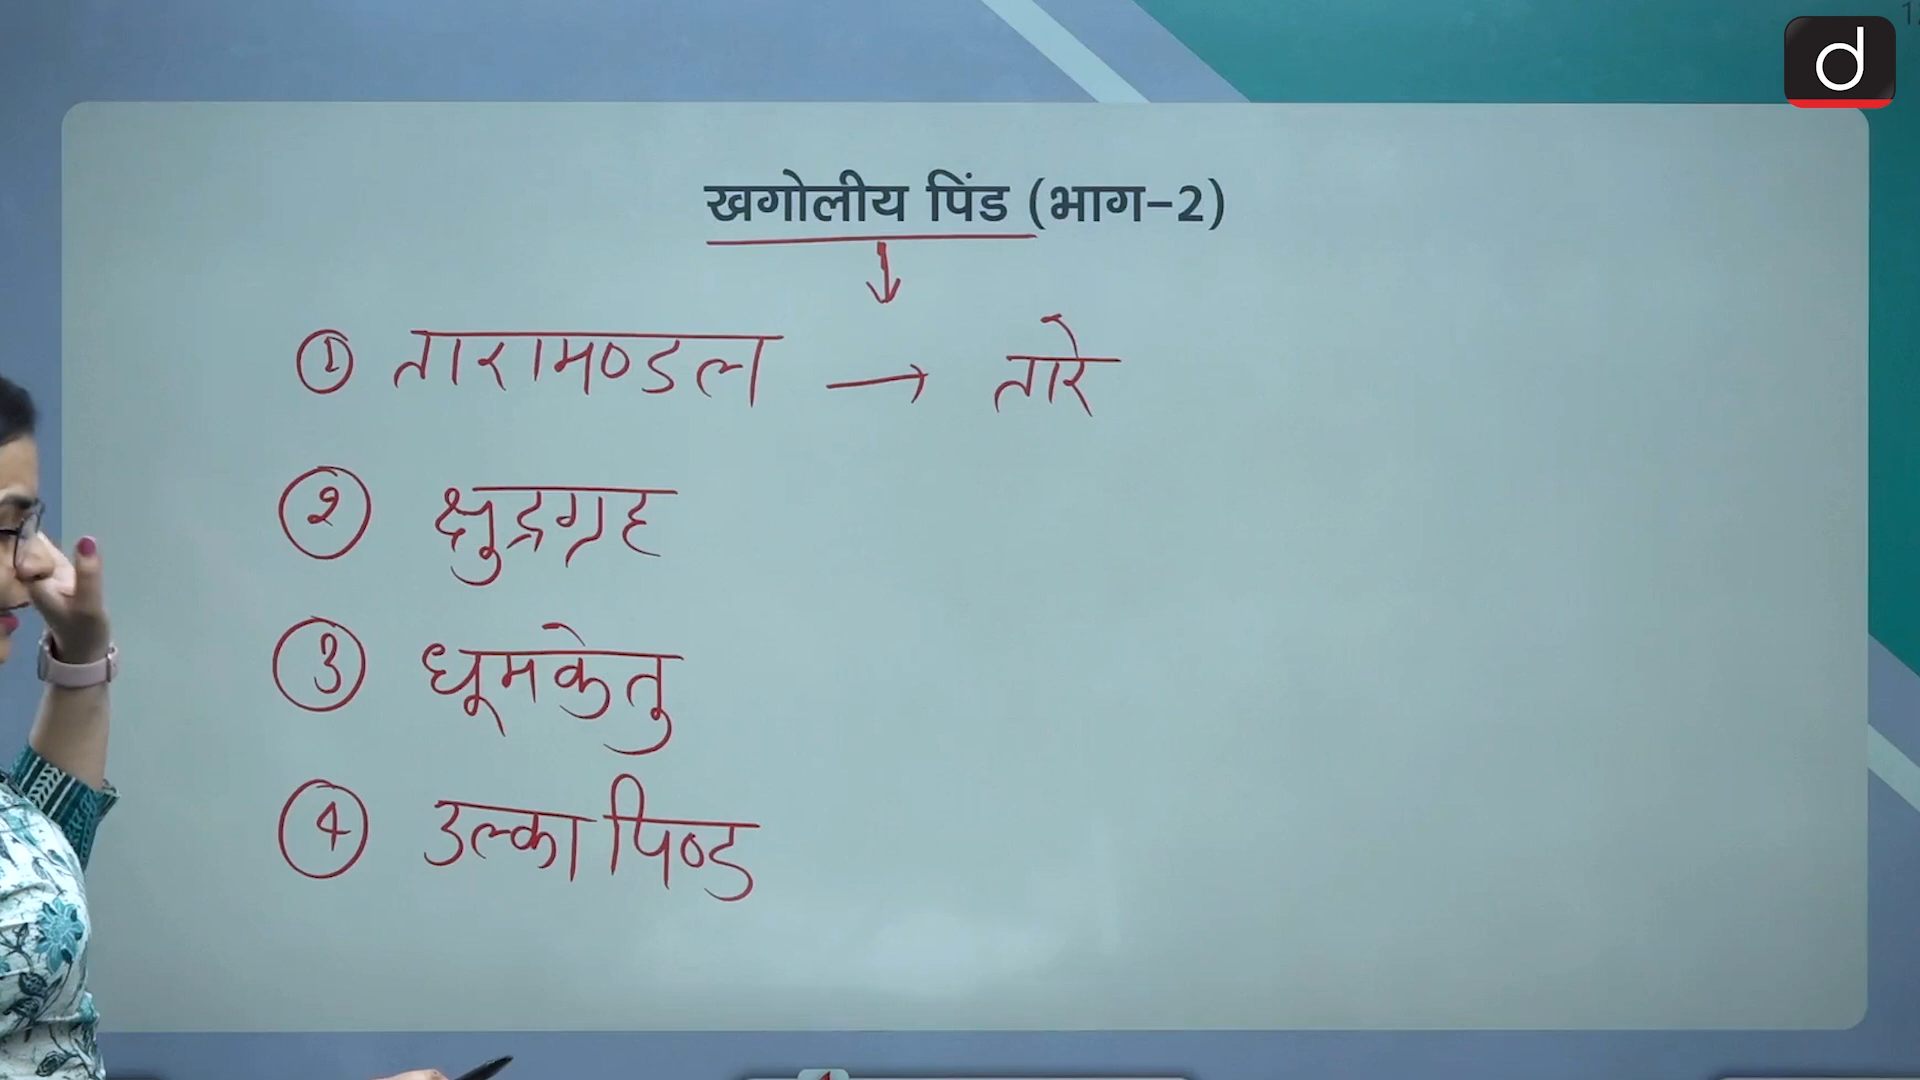 d
खगोलीय पिंड (भाग-2)
① तारामण्डल → तारे
② क्षुद्रग्रह
③ धूमकेतु
④ उल्का पिण्ड